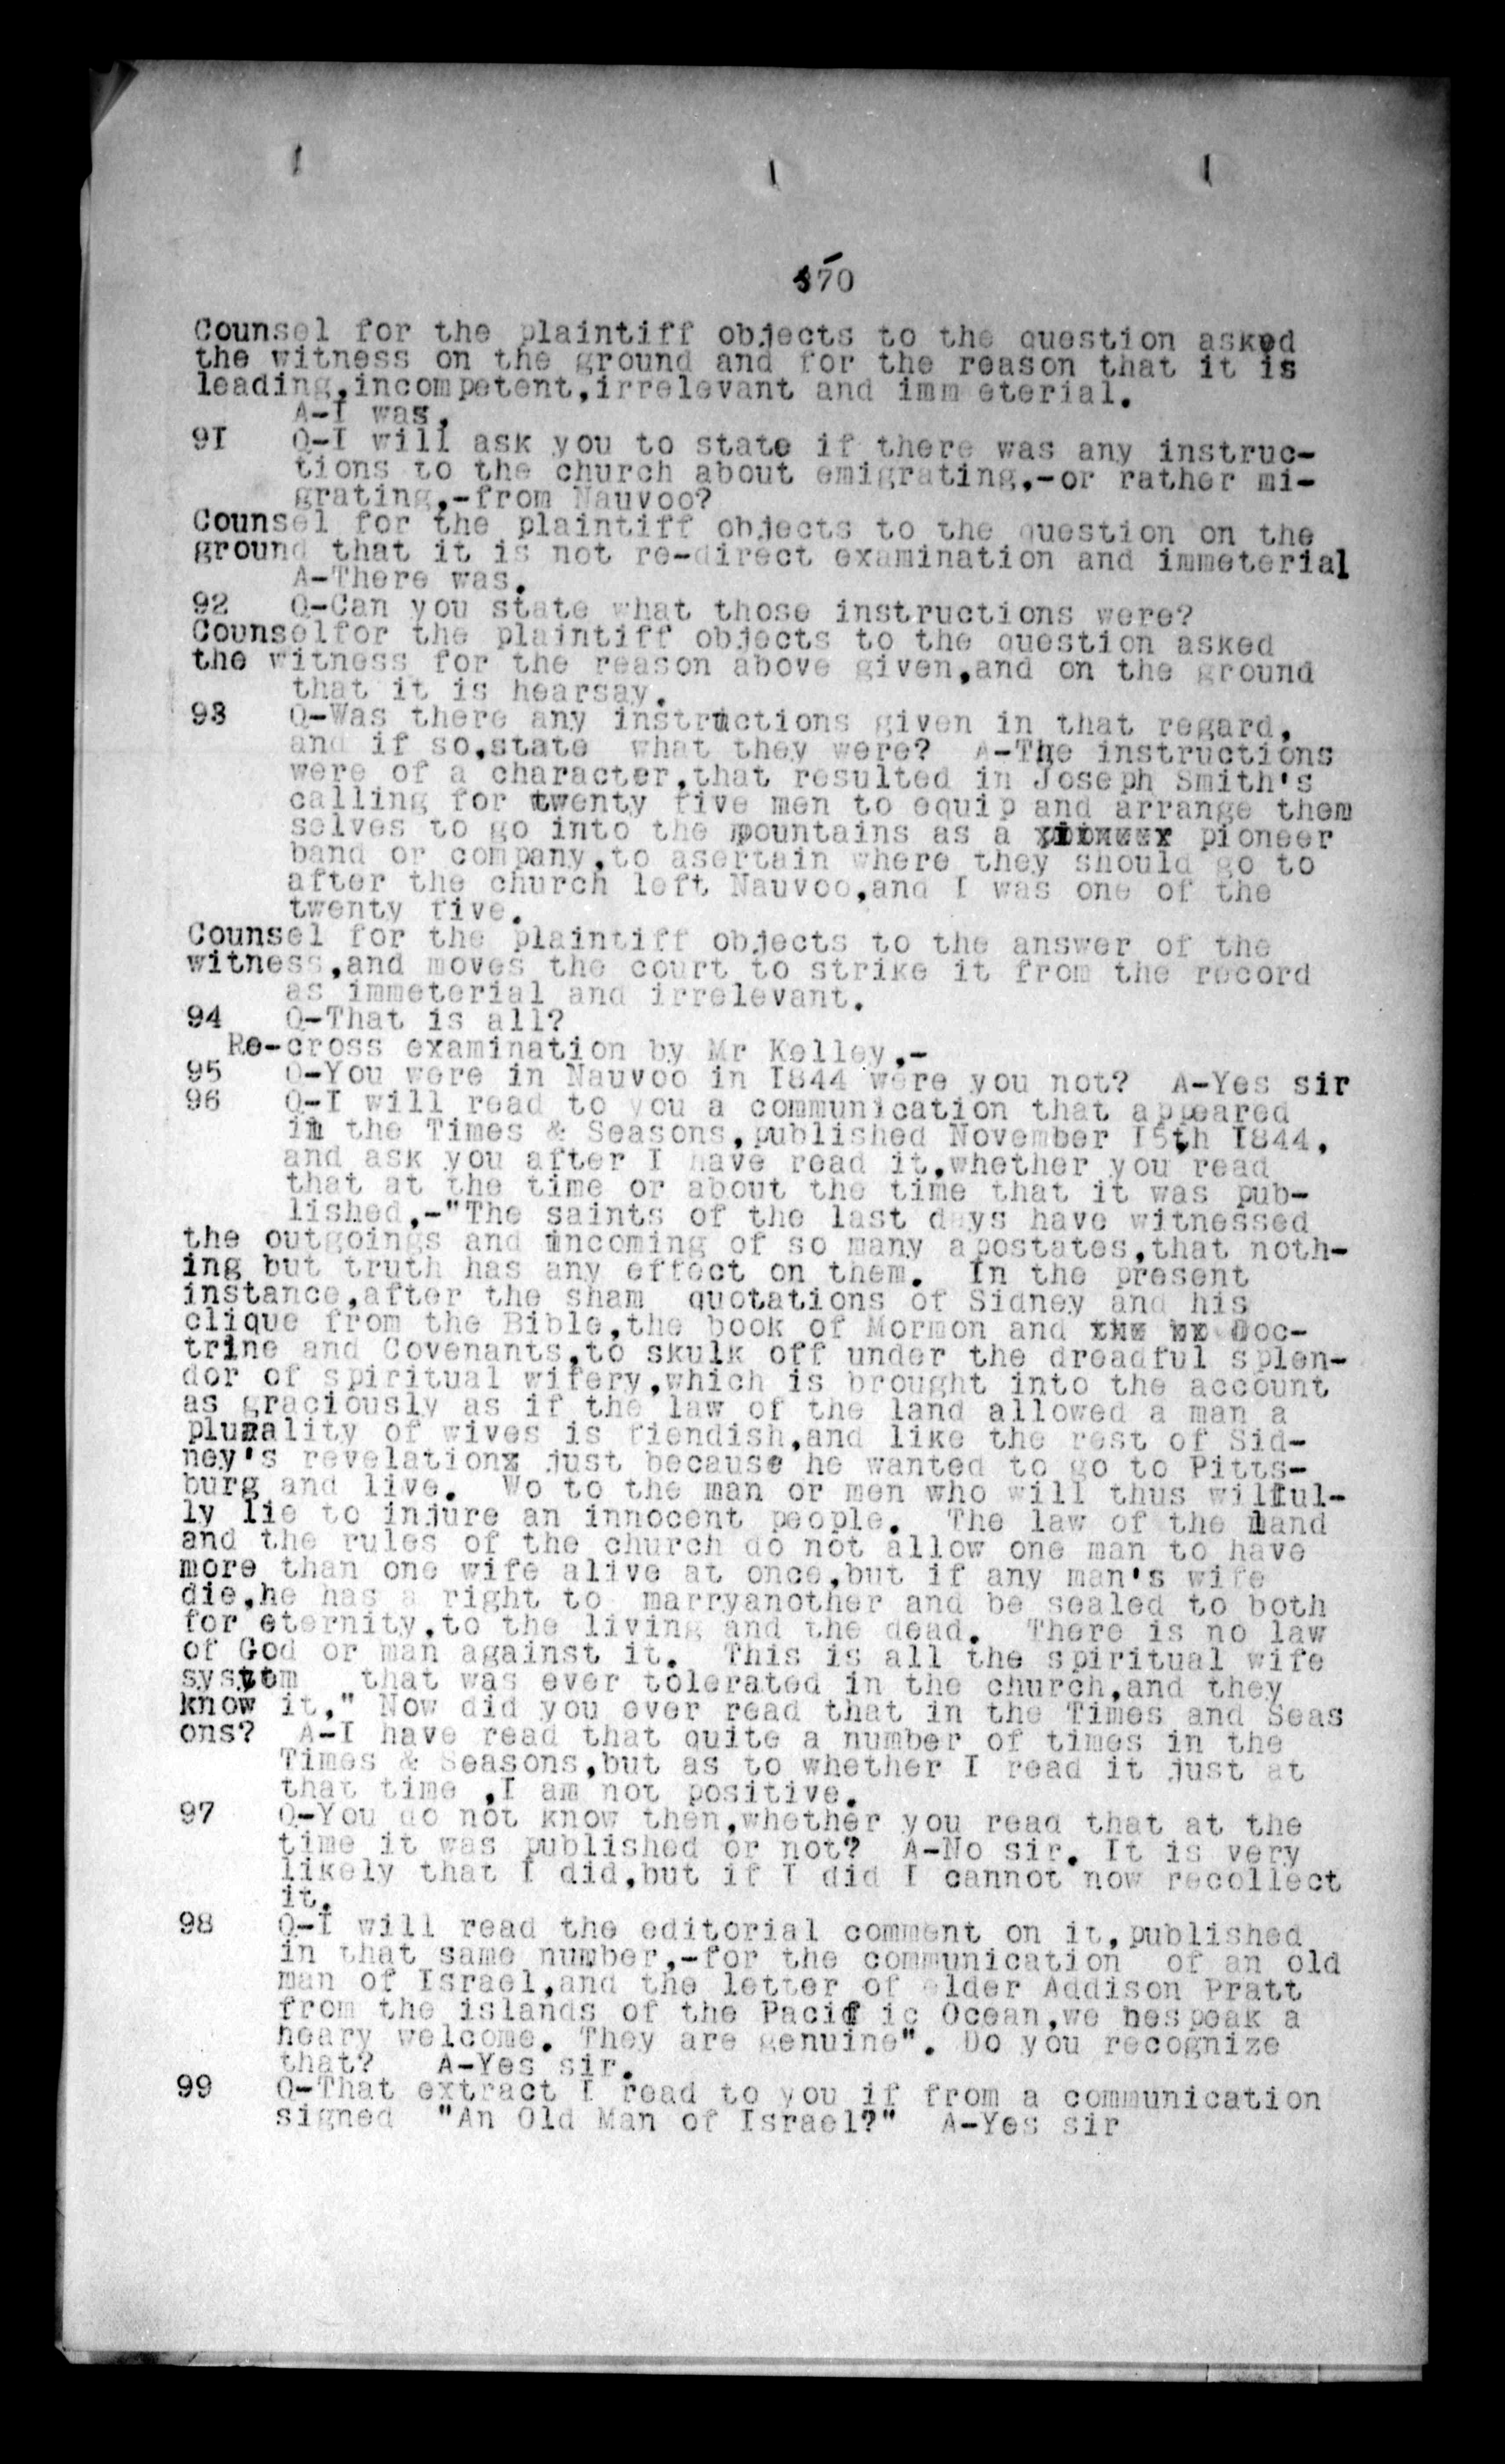 570
Counsel for the plaintiff objects to the question asked
the witness on the ground and for the reason that it is
leading,incompetent,irrelevant and imm eterial.
A-I was.
91 Q-I will ask you to state if there was any instruc-
tions to the church about emigrating,-or rather mi-
grating,-from Nauvoo?
Counsel for the plaintiff objects to the question on the
ground that it is not re-direct examination and immeterial
A-There was.
92 Q-Can you state what those instructions were?
Counselfor the plaintiff objects to the question asked
the witness for the reason above given,and on the ground
that it is hearsay.
93 Q-Was there any instructions given in that regard,
and if so,state what they were? A-The instructions
were of a character,that resulted in Joseph Smith's
calling for twenty five men to equip and arrange them
selves to go into the mountains as a pioneer
band or company,to asertain where they should go to
after the church left Nauvoo,and I was one of the
twenty five.
Counsel for the plaintiff objects to the answer of the
witness,and moves the court to strike it from the record
as immeterial and irrelevant.
94 Q-That is all?
Re-cross examination by Mr Kelley,-
95 Q-You were in Nauvoo in I844 were you not? A-Yes sir
96 Q-I will read to you a communication that appeared
in the Times & Seasons,published November I5th I844,
and ask you after I have read it,whether you read
that at the time or about the time that it was pub-
lished,-"The saints of the last days have witnessed
the outgoings and incoming of so many apostates,that noth-
ing but truth has any effect on them. In the present
instance,after the sham quotations of Sidney and his
clique from the Bible,the book of Mormon and Doc-
trine and Covenants,to skulk off under the dreadful splen-
dor of spiritual wifery,which is brought into the account
as graciously as if the law of the land allowed a man a
plurality of wives is fiendish,and like the rest of Sid-
ney's revelation just because he wanted to go to Pitts-
burg and live. Wo to the man or men who will thus wilful-
ly lie to injure an innocent people. The law of the land
and the rules of the church do not allow one man to have
more than one wife alive at once,but if any man's wife
die,he has a right to marryanother and be sealed to both
for eternity,to the living and the dead. There is no law
of God or man against it. This is all the spiritual wife
system that was ever tolerated in the church,and they
know it," Now did you ever read that in the Times and Seas
ons? A-I have read that quite a number of times in the
Times & Seasons,but as to whether I read it just at
that time ,I am not positive.
97 Q-You do not know then,whether you read that at the
time it was published or not? A-No sir. It is very
likely that I did,but if I did I cannot now recollect
it.
98 Q-I will read the editorial comment on it,published
in that same number,-for the communication of an old
man of Israel,and the letter of elder Addison Pratt
from the islands of the Pacif ic Ocean,we bespeak a
heary welcome. They are genuine". Do you recognize
that? A-Yes sir.
99 Q-That extract I read to you if from a communication
signed "An Old Man of Israel?" A-Yes sir